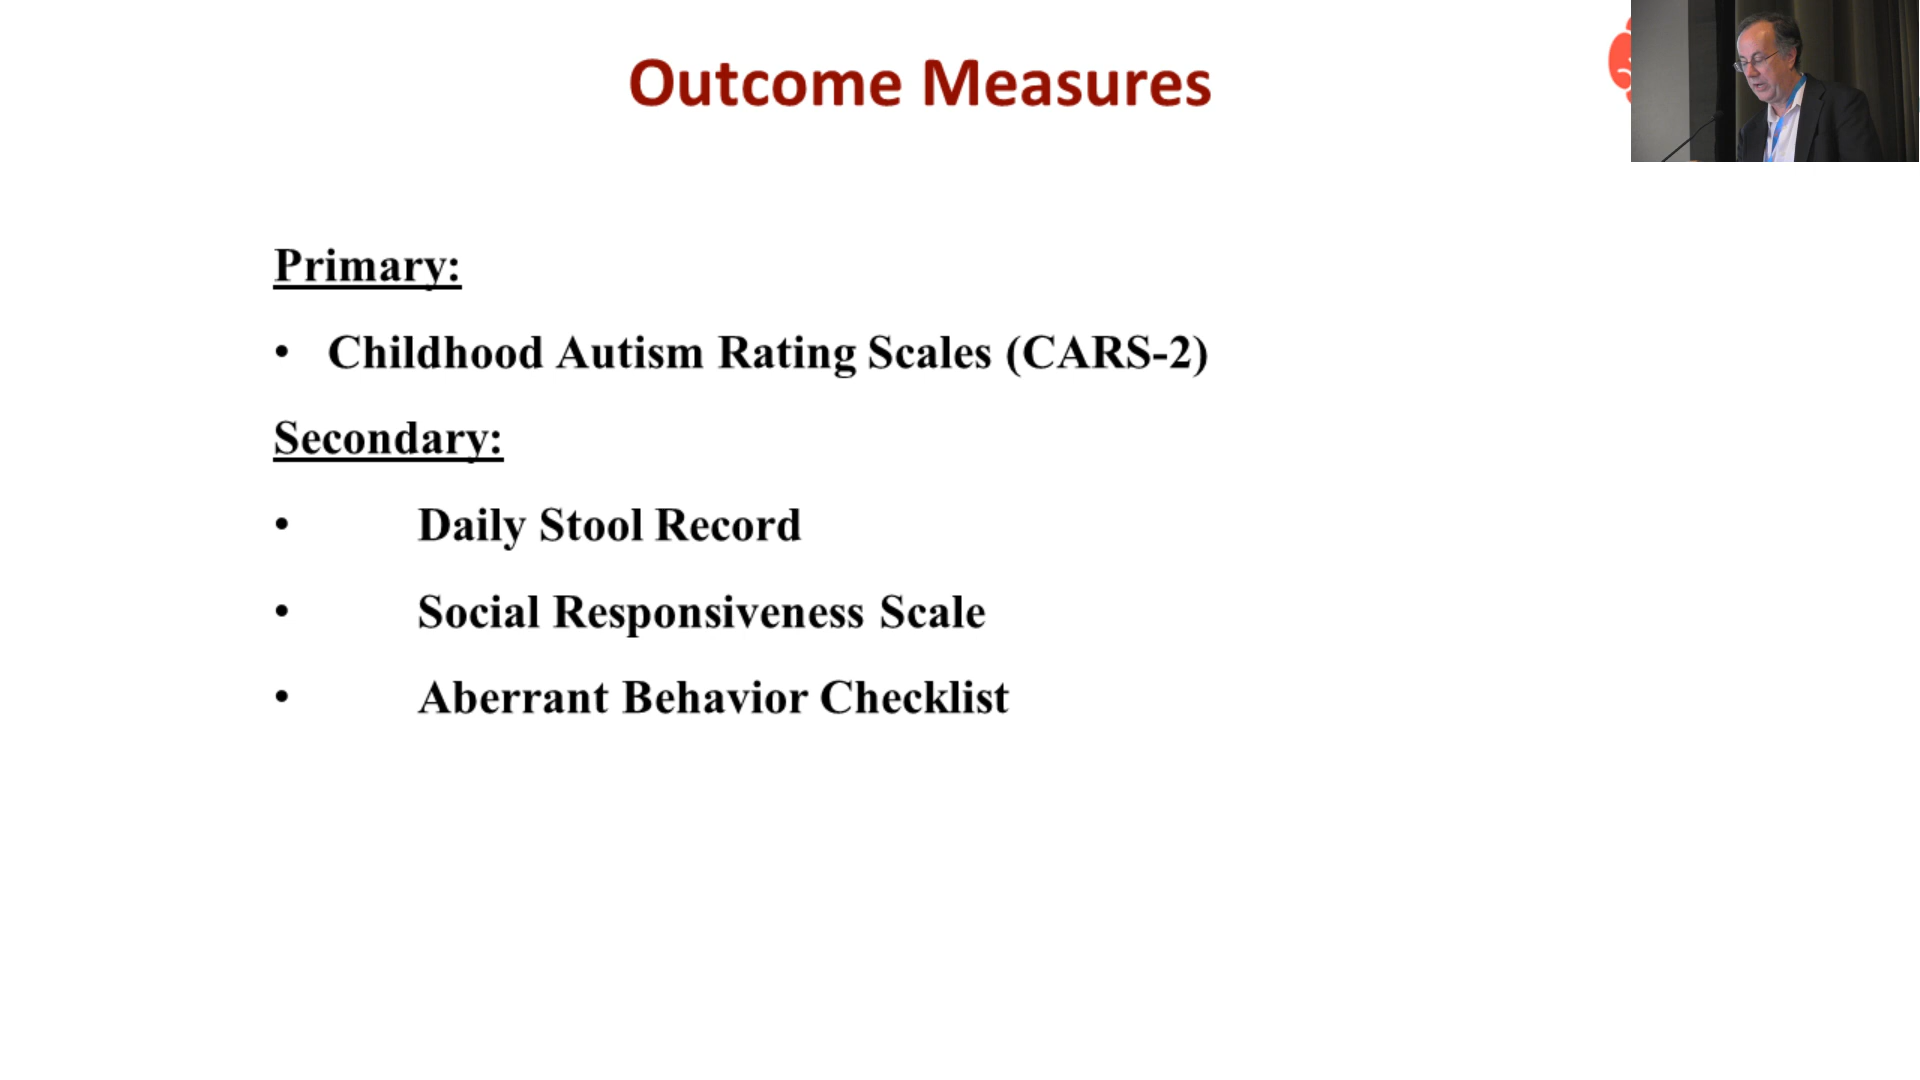 Outcome Measures
Primary:
• Childhood Autism Rating Scales (CARS-2)
Secondary:
• Daily Stool Record
• Social Responsiveness Scale
• Aberrant Behavior Checklist